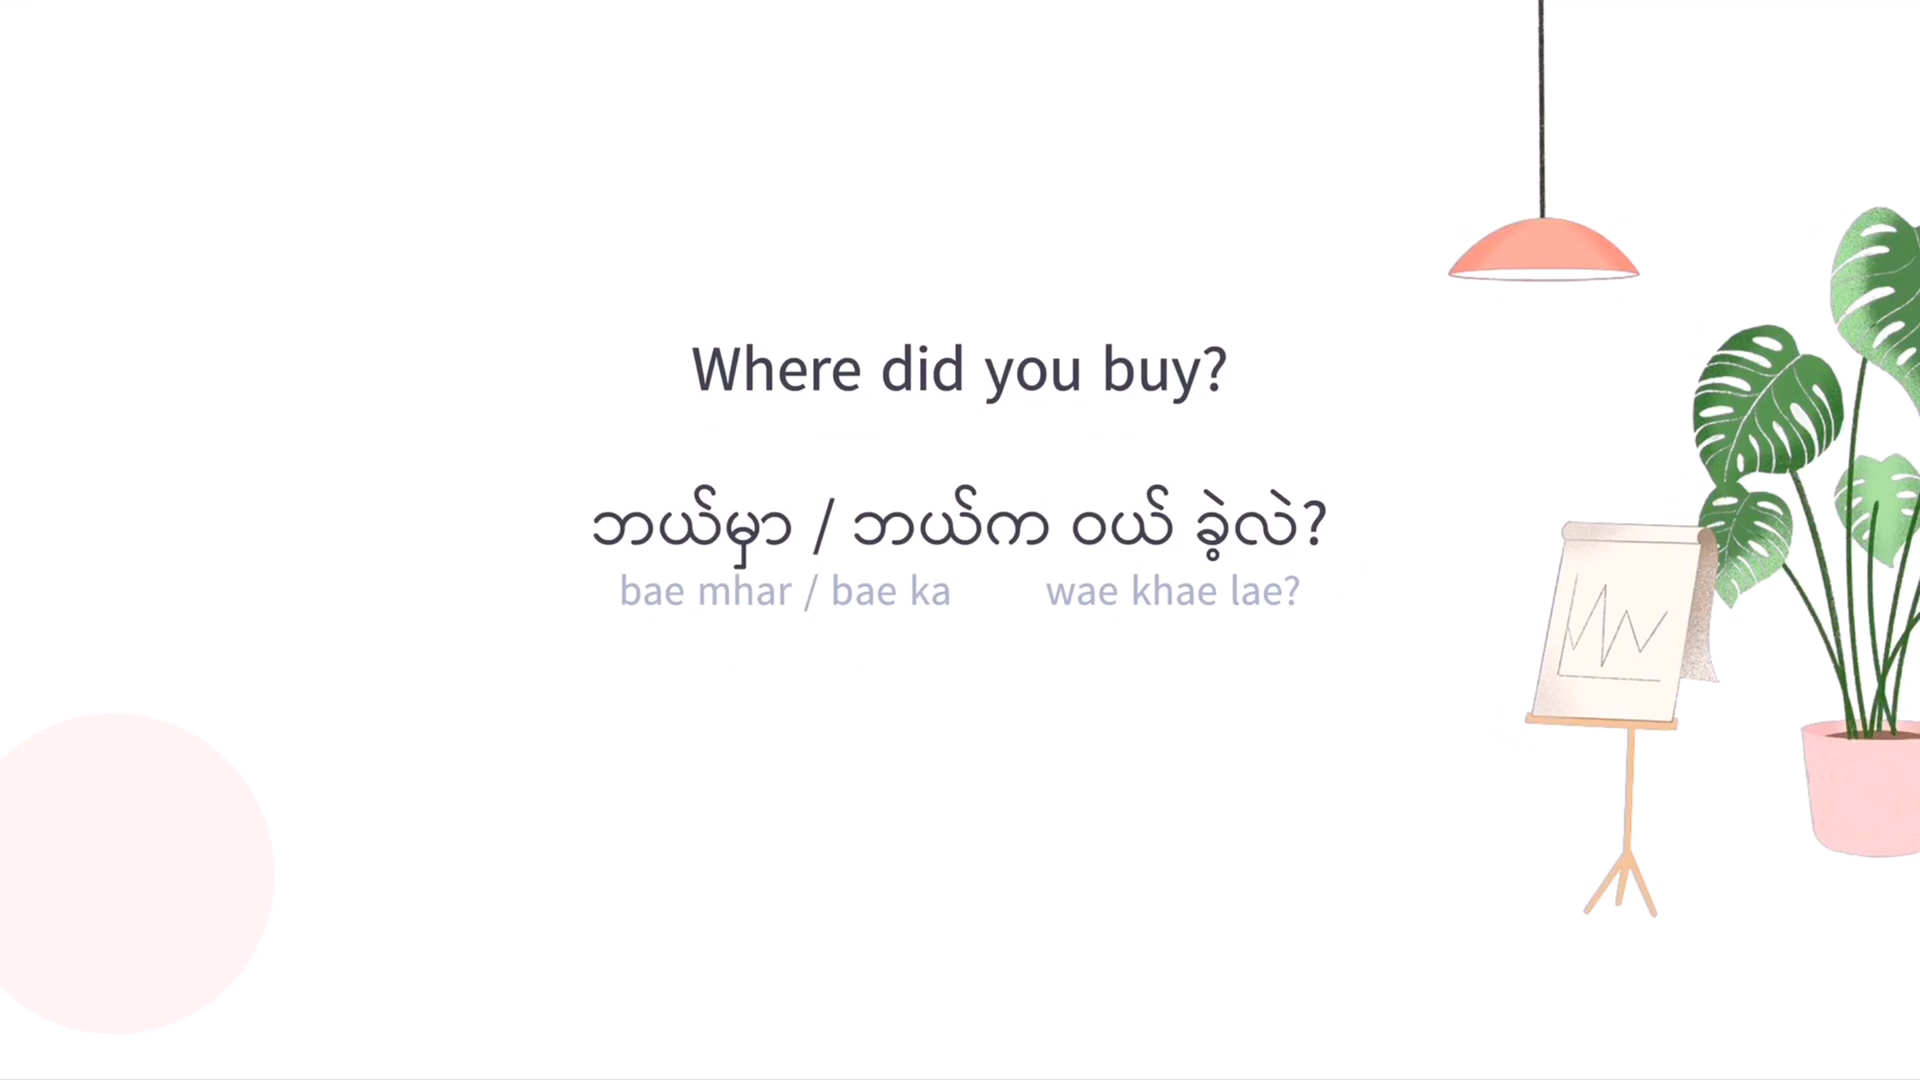 Where did you buy?
ဘယ်မှာ / ဘယ်က ဝယ် ခဲ့လဲ?
bae mhar / bae ka wae khae lae?